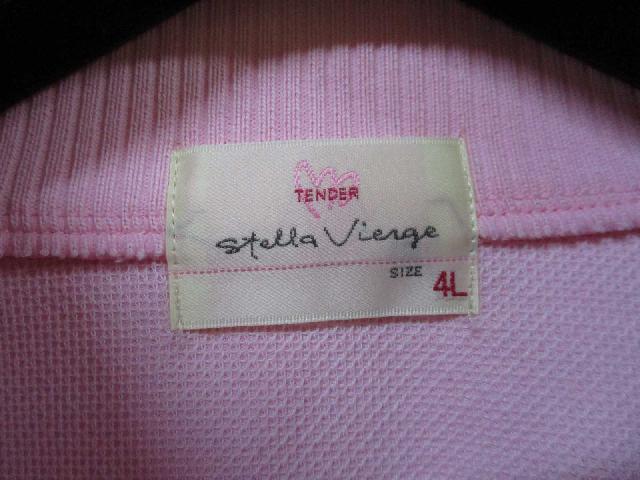 TENDER
Stella Vierge
SIZE 4L